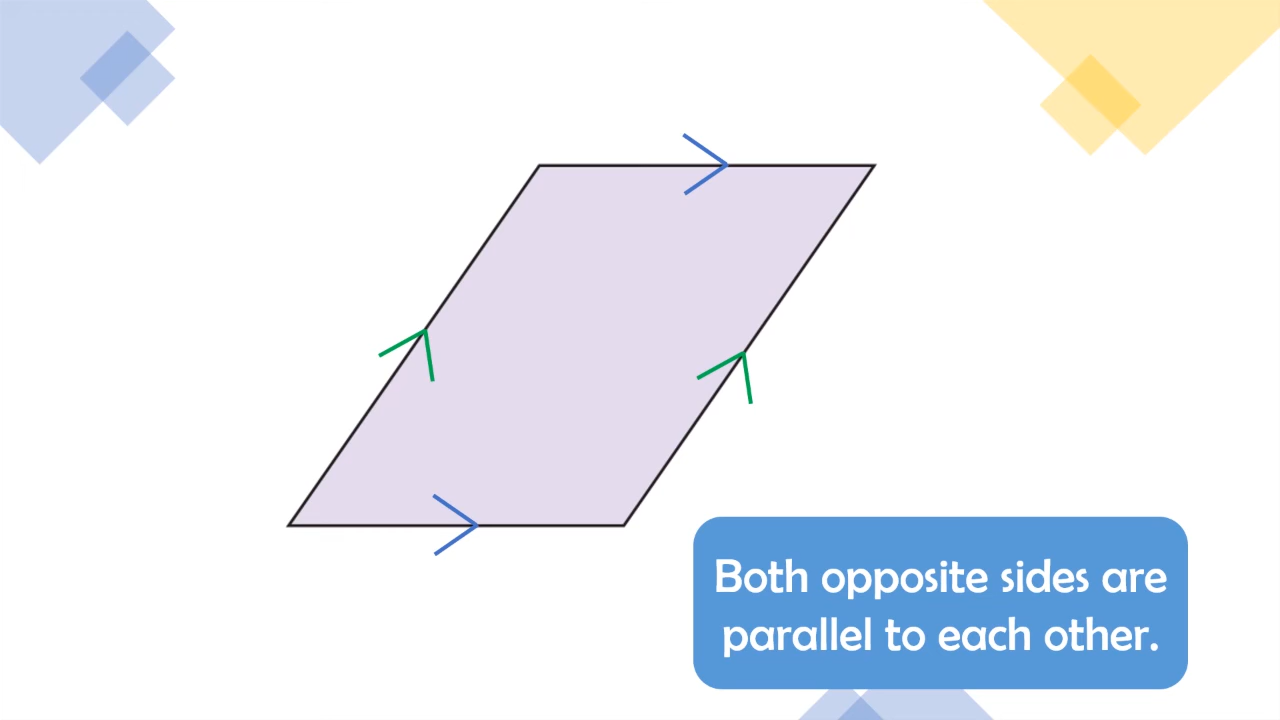 Both opposite sides are
parallel to each other.